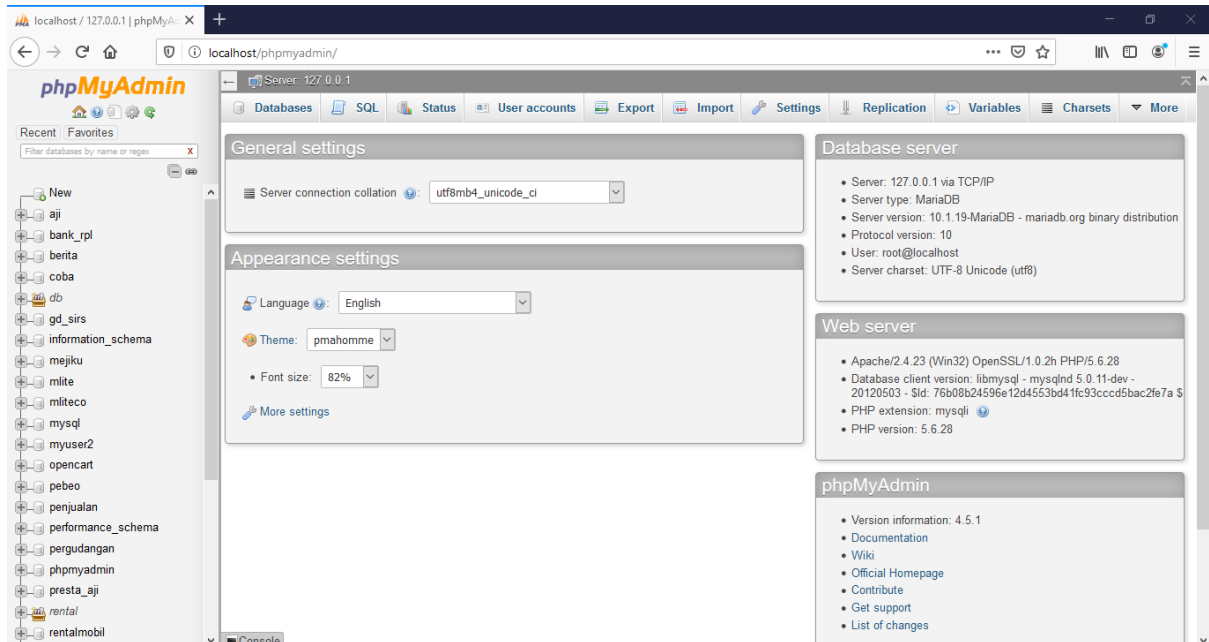 localhost / 127.0.0.1 | phpMyAd
localhost/phpmyadmin/
phpMyAdmin
Recent Favorites
Filter databases by name or regex X
New
aji
bank_rpl
berita
coba
db
gd_sirs
information_schema
mejiku
mlite
mliteco
mysql
myuser2
opencart
pebeo
penjualan
performance_schema
pergudangan
phpmyadmin
presta_aji
rental
rentalmobil
Server: 127.0.0.1
Databases SQL Status User accounts Export Import Settings Replication Variables Charsets More
General settings
Server connection collation : utf8mb4_unicode_ci
Appearance settings
Language : English
Theme: pmahomme
• Font size: 82%
More settings
Console
Database server
• Server: 127.0.0.1 via TCP/IP
• Server type: MariaDB
• Server version: 10.1.19-MariaDB - mariadb.org binary distribution
• Protocol version: 10
• User: root@localhost
• Server charset: UTF-8 Unicode (utf8)
Web server
• Apache/2.4.23 (Win32) OpenSSL/1.0.2h PHP/5.6.28
• Database client version: libmysql - mysqlnd 5.0.11-dev -
20120503 - $Id: 76b08b24596e12d4553bd41fc93cccd5bac2fe7a $
• PHP extension: mysqli
• PHP version: 5.6.28
phpMyAdmin
• Version information: 4.5.1
• Documentation
• Wiki
• Official Homepage
• Contribute
• Get support
• List of changes